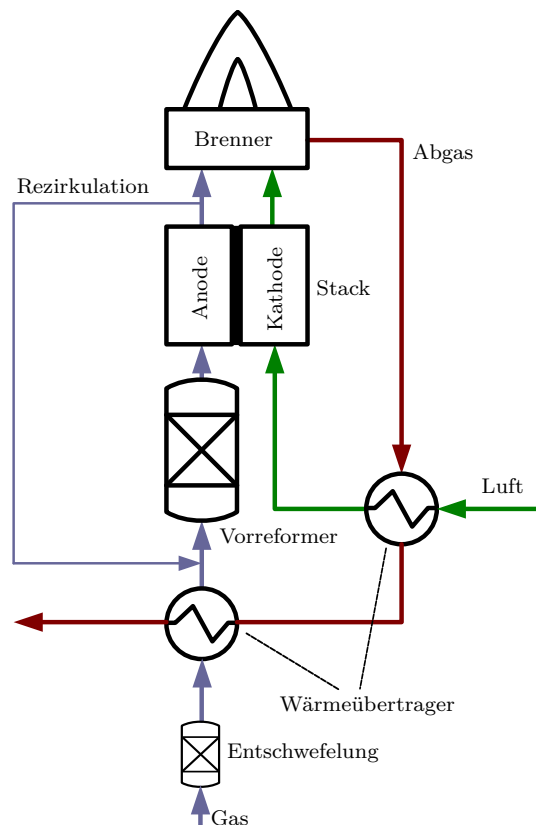 Brenner
Abgas
Rezirkulation
Anode
Kathode
Stack
Luft
Vorreformer
Wärmeübertrager
Entschwefelung
Gas